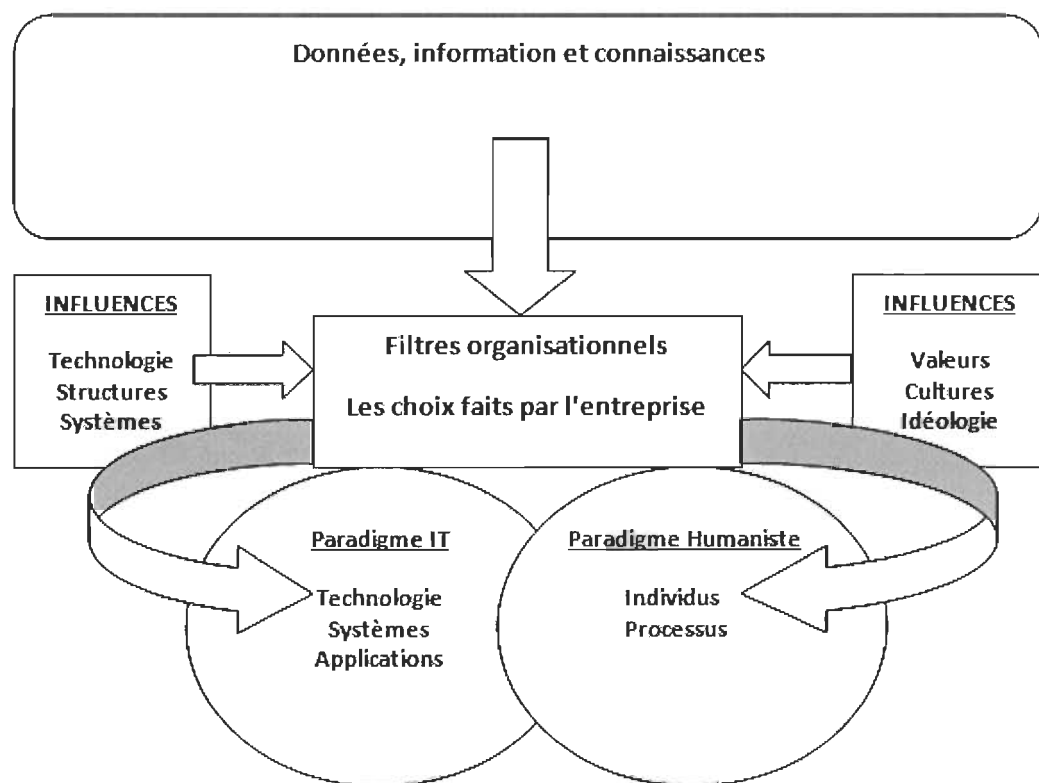 Données, information et connaissances
INFLUENCES
Technologie
Structures
Systèmes
Filtres organisationnels
Les choix faits par l'entreprise
INFLUENCES
Valeurs
Cultures
Idéologie
Paradigme IT
Technologie
Systèmes
Applications
Paradigme Humaniste
Individus
Processus